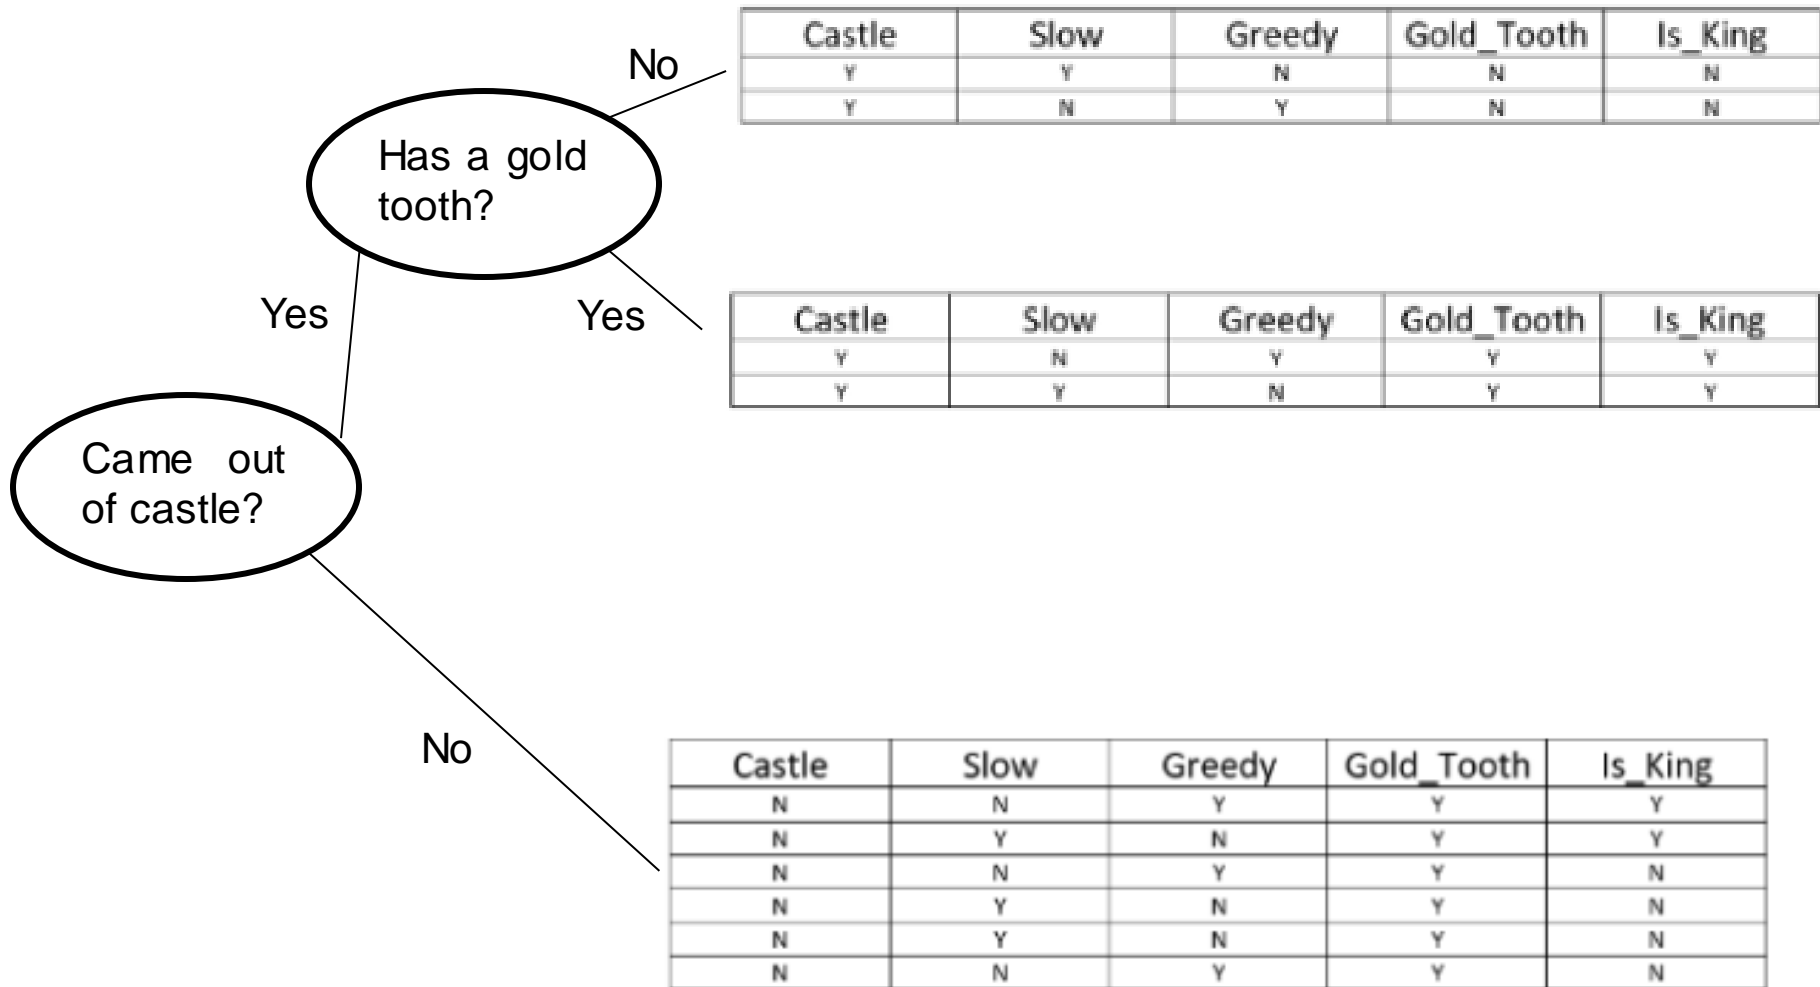 No
Castle Slow Greedy Gold_Tooth Is_King
Y Y N N N
Y N Y N N
Has a gold
tooth?
Yes
Yes
Castle Slow Greedy Gold_Tooth Is_King
Y N Y Y Y
Y Y N Y Y
Came out
of castle?
No
Castle Slow Greedy Gold_Tooth Is_King
N N Y Y Y
N Y N Y Y
N N Y Y N
N Y N Y N
N Y N Y N
N N Y Y N